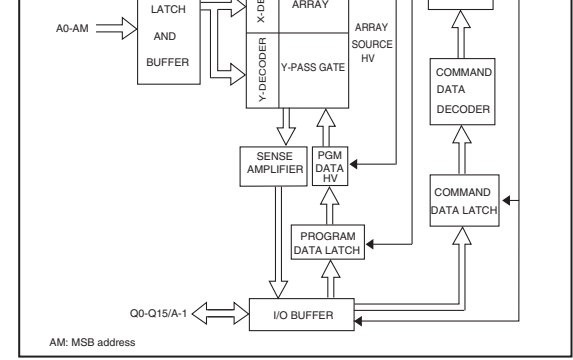 LATCH
AND
BUFFER
A0-AM
X-DE
ARRAY
Y-DECODER
Y-PASS GATE
ARRAY
SOURCE
HV
COMMAND
DATA
DECODER
SENSE
AMPLIFIER
PGM
DATA
HV
COMMAND
DATA LATCH
PROGRAM
DATA LATCH
Q0-Q15/A-1
I/O BUFFER
AM: MSB address